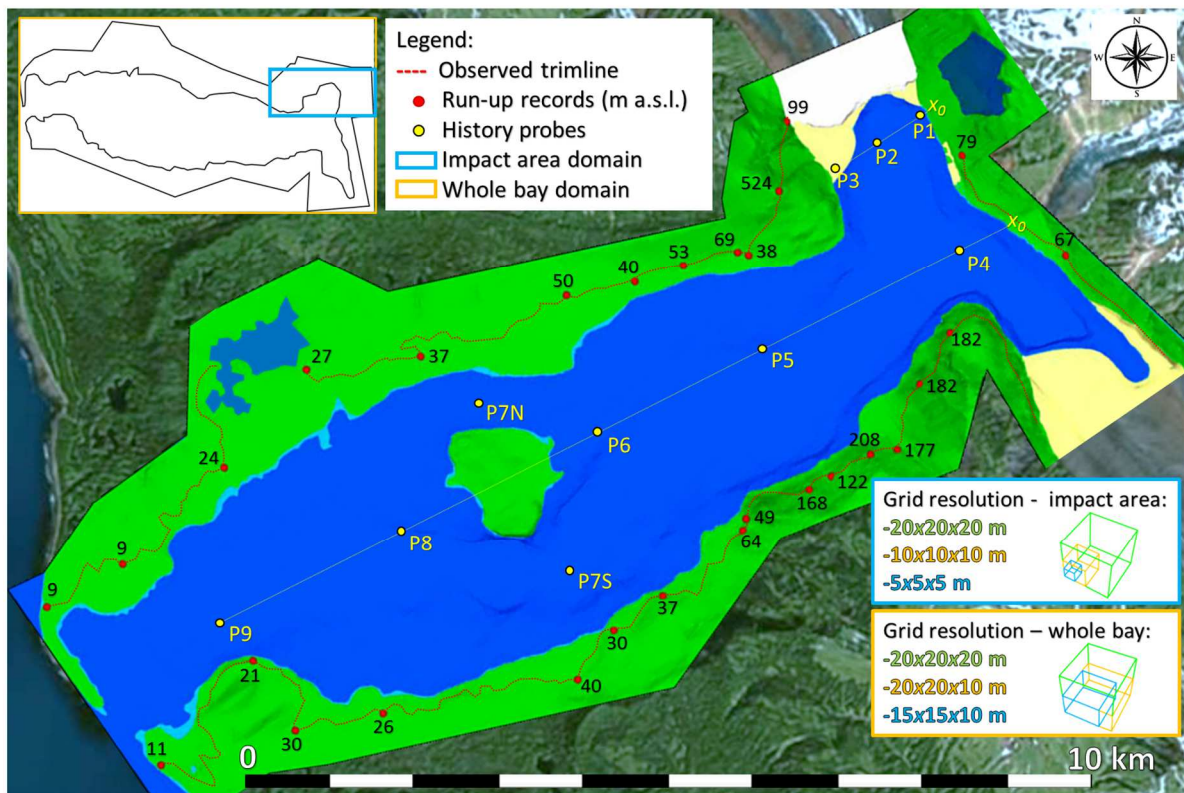 Legend:
Observed trimline
Run-up records (m a.s.l.)
History probes
Impact area domain
Whole bay domain
N
W E
S
99
x₀
P1
P2
79
P3
524
x₀
69
38
53
67
P4
40
50
182
37
27
P5
182
P7N
P6
208
177
24
122
168
49
64
P8
9
P7S
9
37
P9
30
21
40
26
30
11
Grid resolution - impact area:
-20x20x20 m
-10x10x10 m
-5x5x5 m
Grid resolution – whole bay:
-20x20x20 m
-20x20x10 m
-15x15x10 m
0 10 km